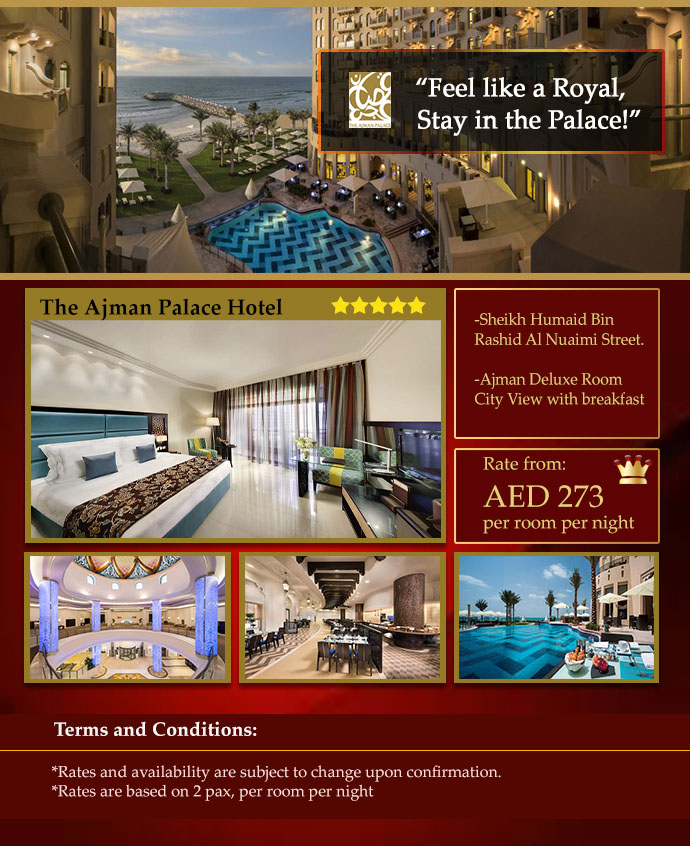 THE AJMAN PALACE
“Feel like a Royal,
Stay in the Palace!”
The Ajman Palace Hotel
-Sheikh Humaid Bin
Rashid Al Nuaimi Street.
-Ajman Deluxe Room
City View with breakfast
Rate from:
AED 273
per room per night
Terms and Conditions:
*Rates and availability are subject to change upon confirmation.
*Rates are based on 2 pax, per room per night